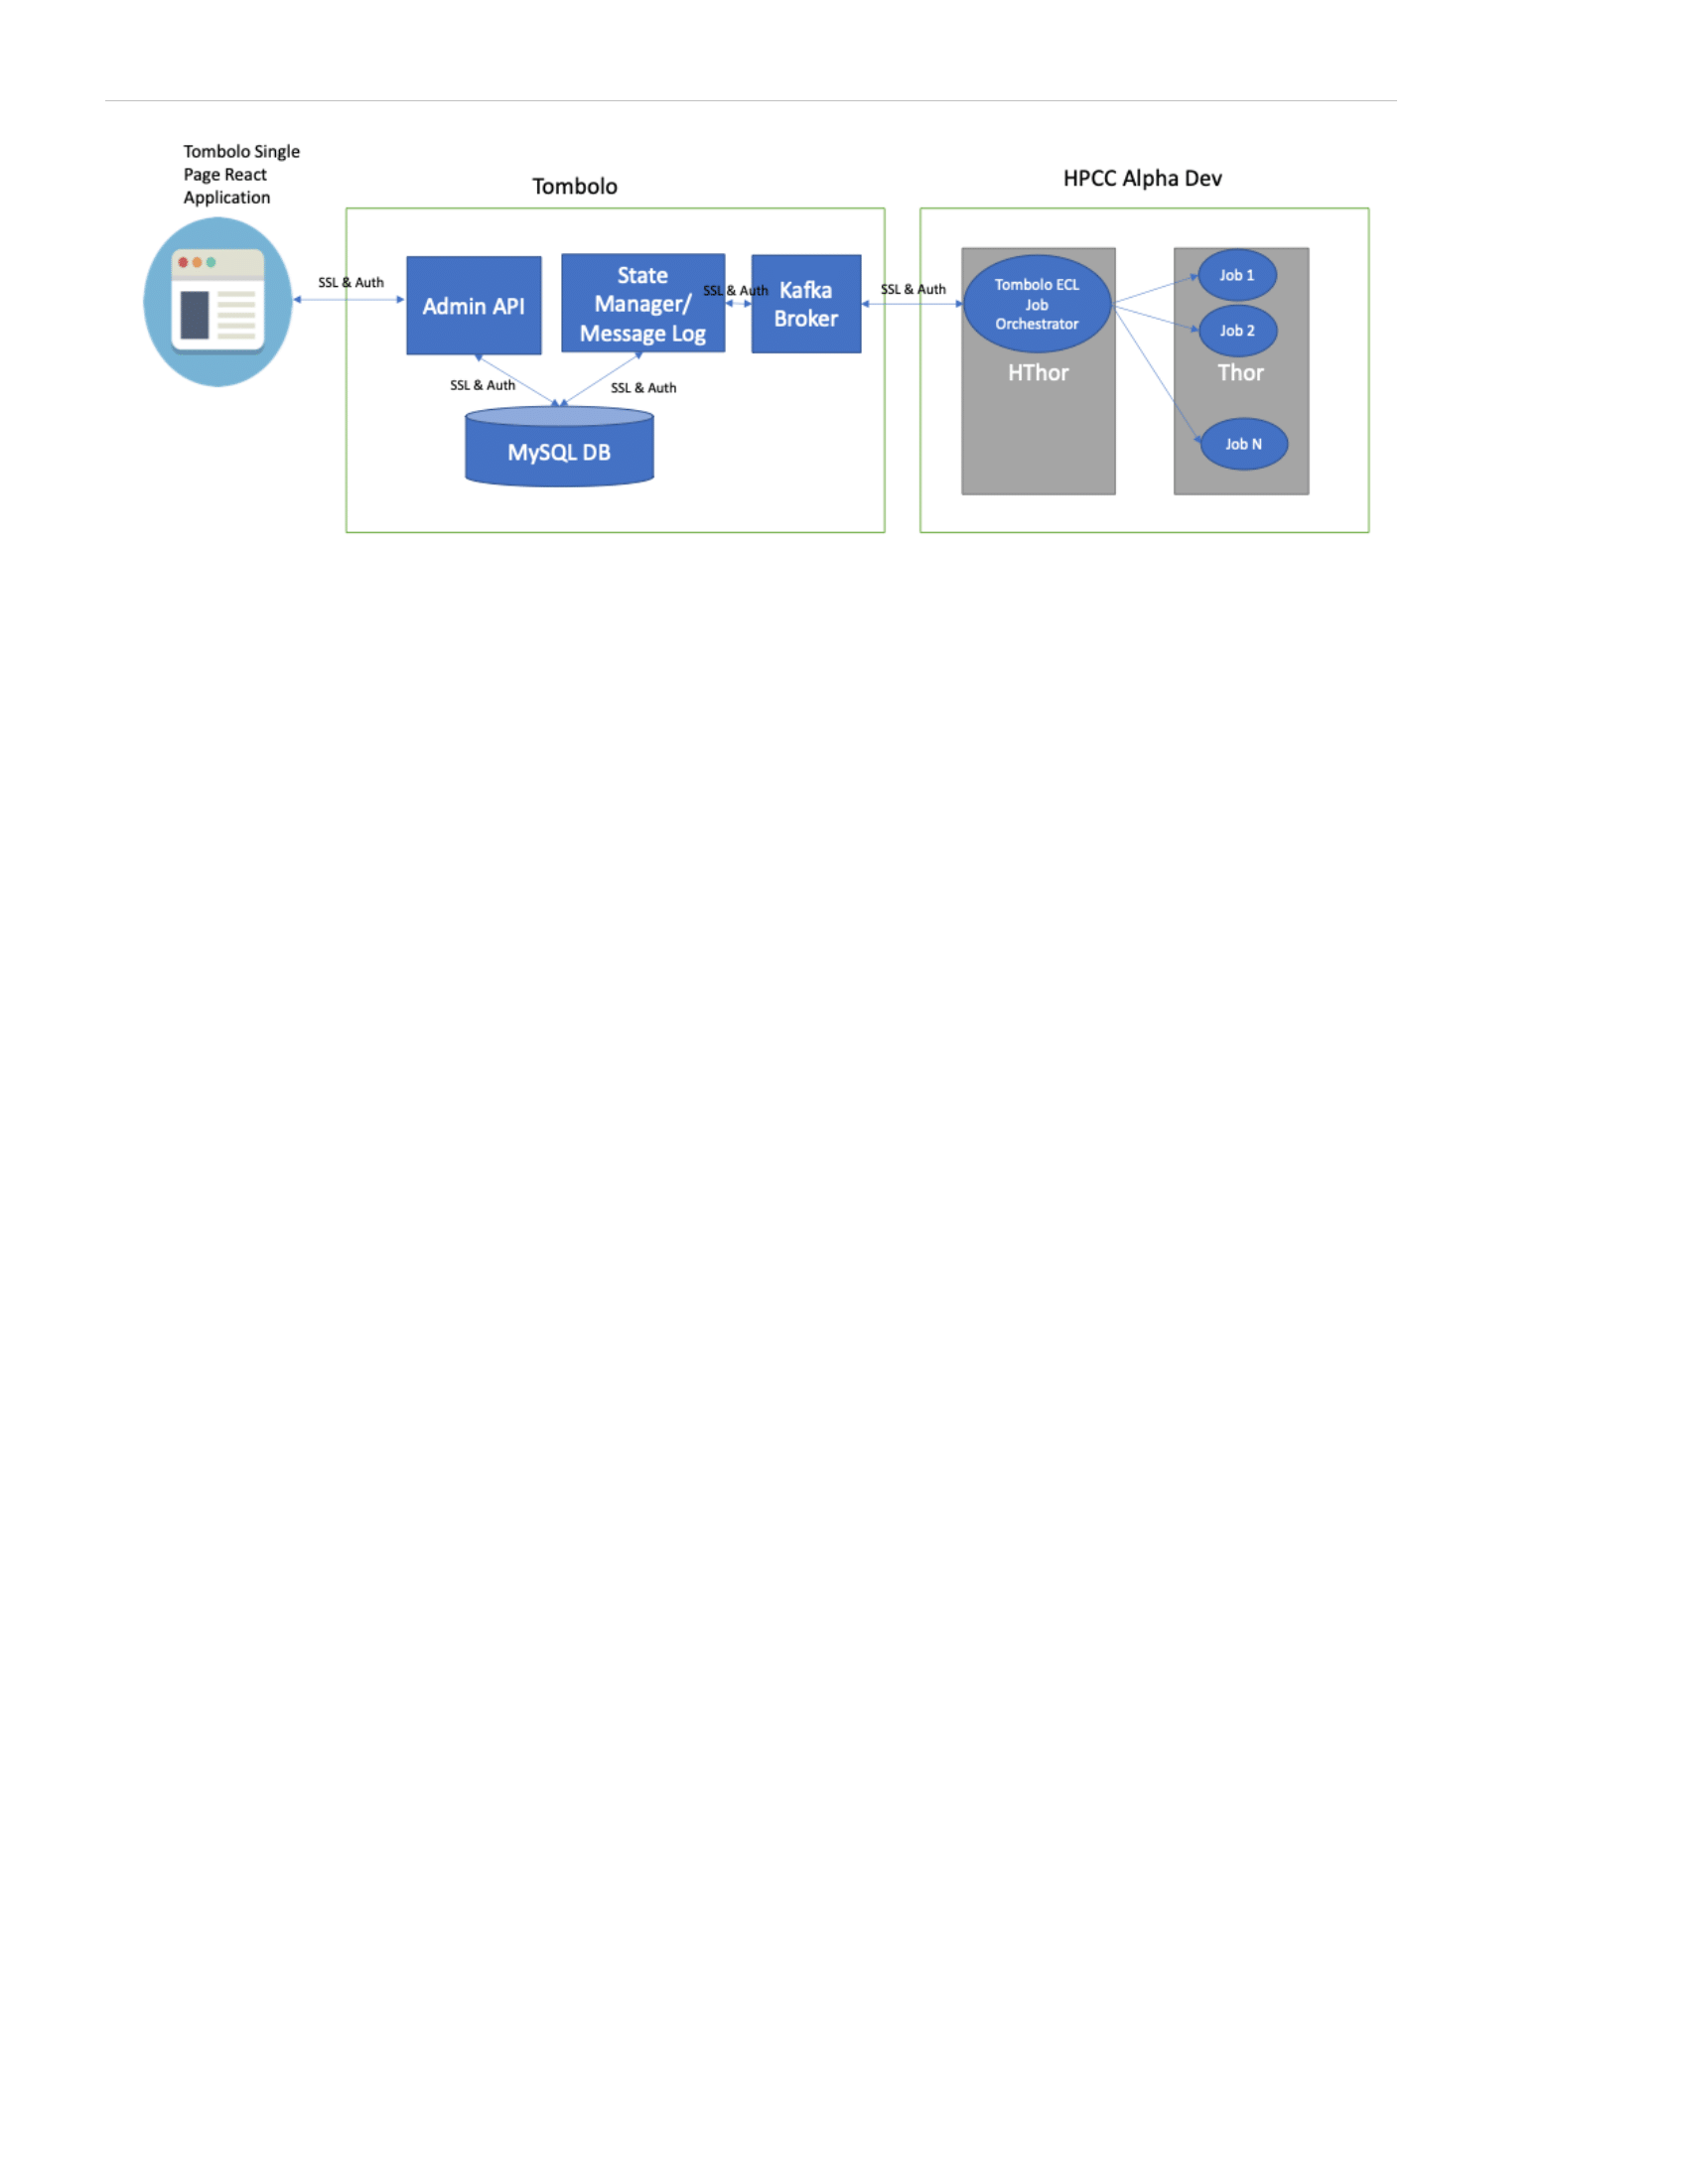 Tombolo Single
Page React
Application
Tombolo
HPCC Alpha Dev
SSL & Auth
Admin API
State
Manager/
Message Log
SSL & Auth
Kafka
Broker
SSL & Auth
Tombolo ECL
Job
Orchestrator
HThor
Job 1
Job 2
Thor
Job N
SSL & Auth
SSL & Auth
MySQL DB